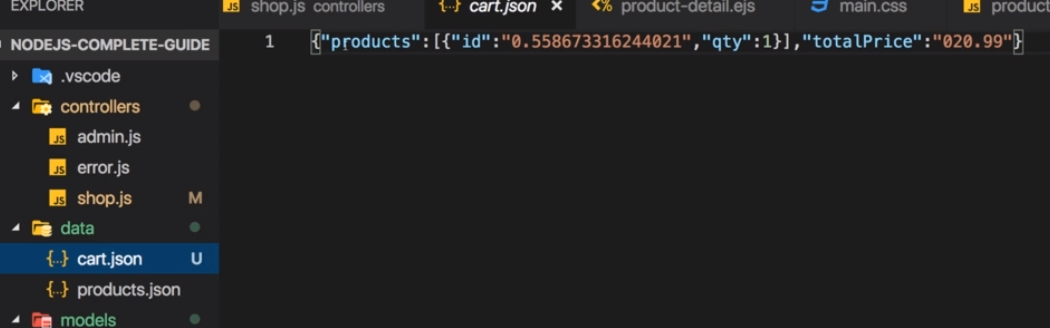 EXPLORER
JS shop.js controllers
{..} cart.json ×
<% product-detail.ejs
main.css
JS product
NODEJS-COMPLETE-GUIDE
.vscode
controllers
JS admin.js
JS error.js
JS shop.js M
data
{..} cart.json U
{..} products.json
models
1 {"products":[{"id":"0.558673316244021","qty":1}],"totalPrice":"020.99"}